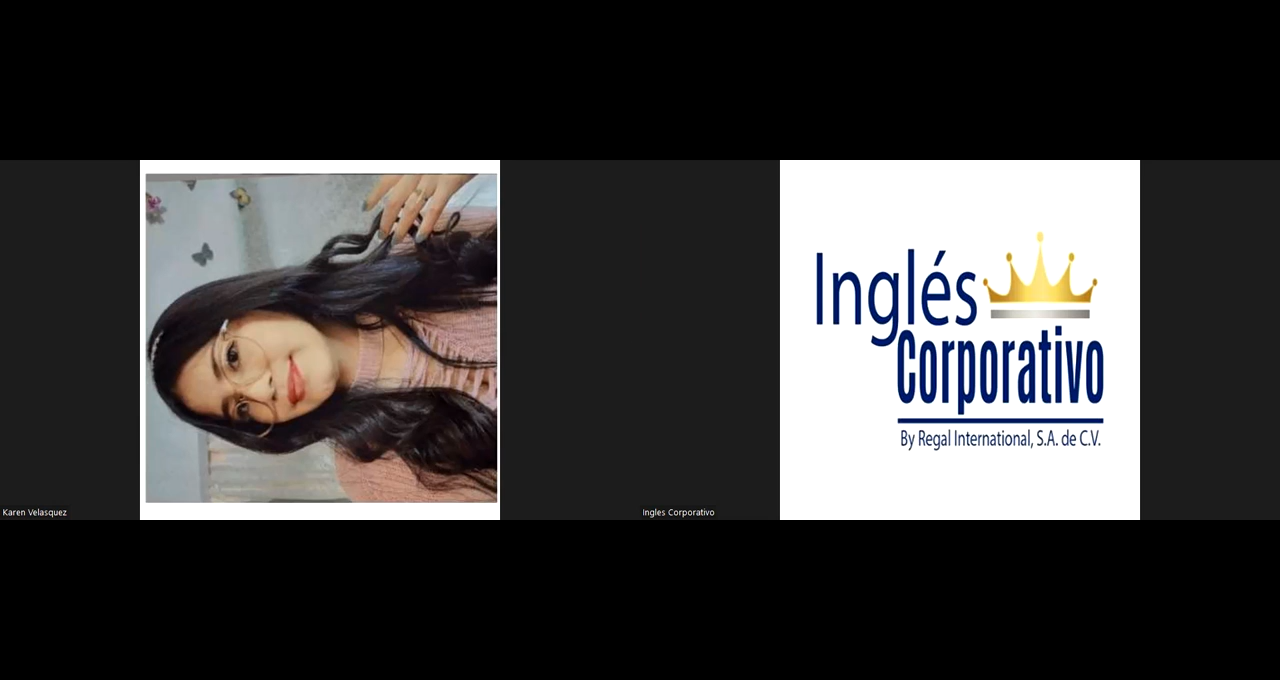 Inglés
Corporativo
By Regal International, S.A. de C.V.
Karen Velasquez
Ingles Corporativo